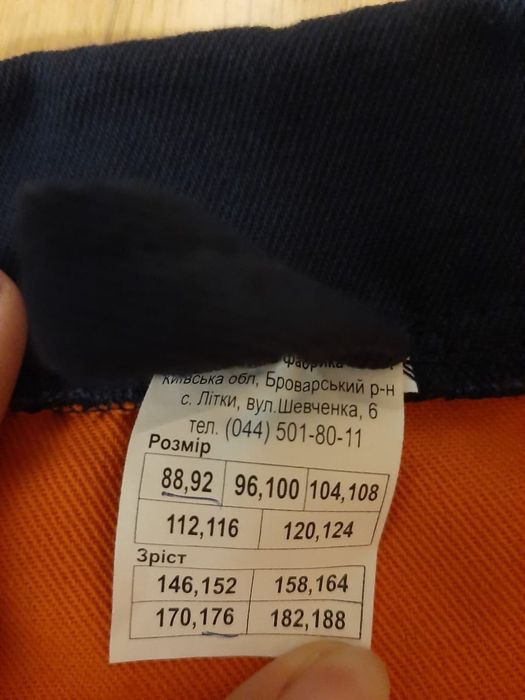 фабрика
Київська обл, Броварський р-н
с. Літки, вул.Шевченка, 6
тел. (044) 501-80-11
Розмір
88,92 96,100 104,108
112,116 120,124
Зріст
146,152 158,164
170,176 182,188